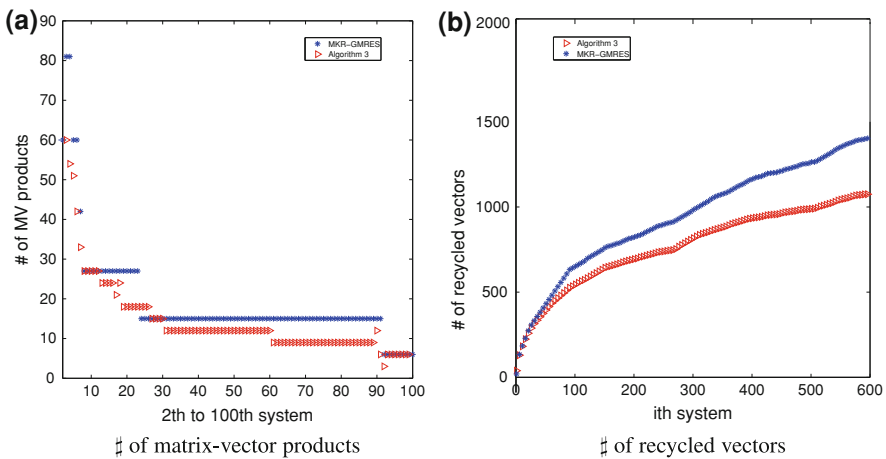 (a)
90
80
70
60
50
40
30
20
10
0
# of MV products
MKR-GMRES
Algorithm 3
10 20 30 40 50 60 70 80 90 100
2th to 100th system
♯ of matrix-vector products
(b)
2000
1500
1000
500
0
# of recycled vectors
Algorithm 3
MKR-GMRES
0 100 200 300 400 500 600
ith system
♯ of recycled vectors